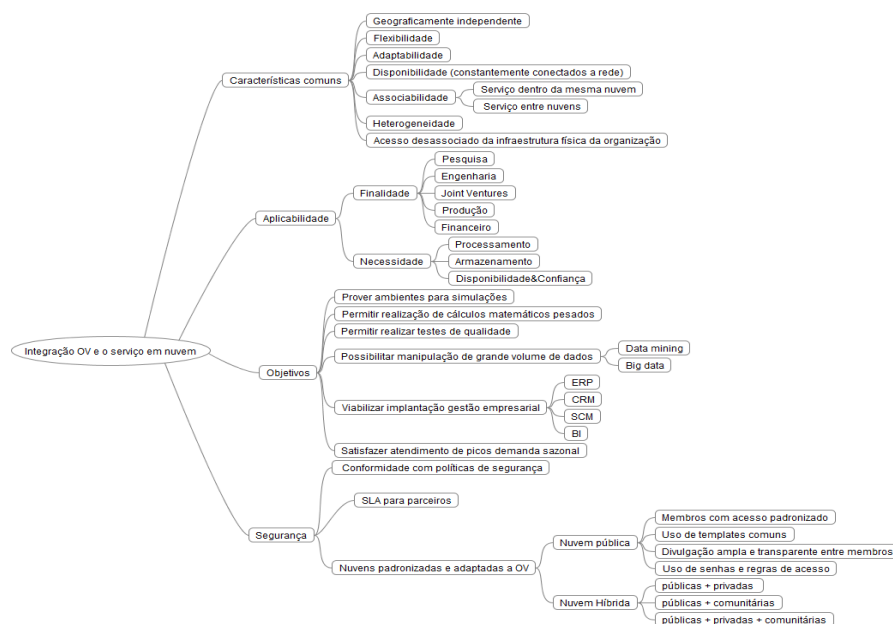 Geograficamente independente
Flexibilidade
Adaptabilidade
Disponibilidade (constantemente conectados a rede)
Características comuns
Associabilidade
Serviço dentro da mesma nuvem
Serviço entre nuvens
Heterogeneidade
Acesso desassociado da infraestrutura física da organização
Pesquisa
Engenharia
Finalidade
Joint Ventures
Produção
Financeiro
Aplicabilidade
Processamento
Necessidade
Armazenamento
Disponibilidade&Confiança
Prover ambientes para simulações
Permitir realização de cálculos matemáticos pesados
Permitir realizar testes de qualidade
Integração OV e o serviço em nuvem
Possibilitar manipulação de grande volume de dados
Data mining
Big data
Objetivos
ERP
CRM
Viabilizar implantação gestão empresarial
SCM
BI
Satisfazer atendimento de picos demanda sazonal
Conformidade com políticas de segurança
SLA para parceiros
Segurança
Membros com acesso padronizado
Nuvem pública
Uso de templates comuns
Divulgação ampla e transparente entre membros
Uso de senhas e regras de acesso
Nuvens padronizadas e adaptadas a OV
públicas + privadas
Nuvem Híbrida
públicas + comunitárias
públicas + privadas + comunitárias